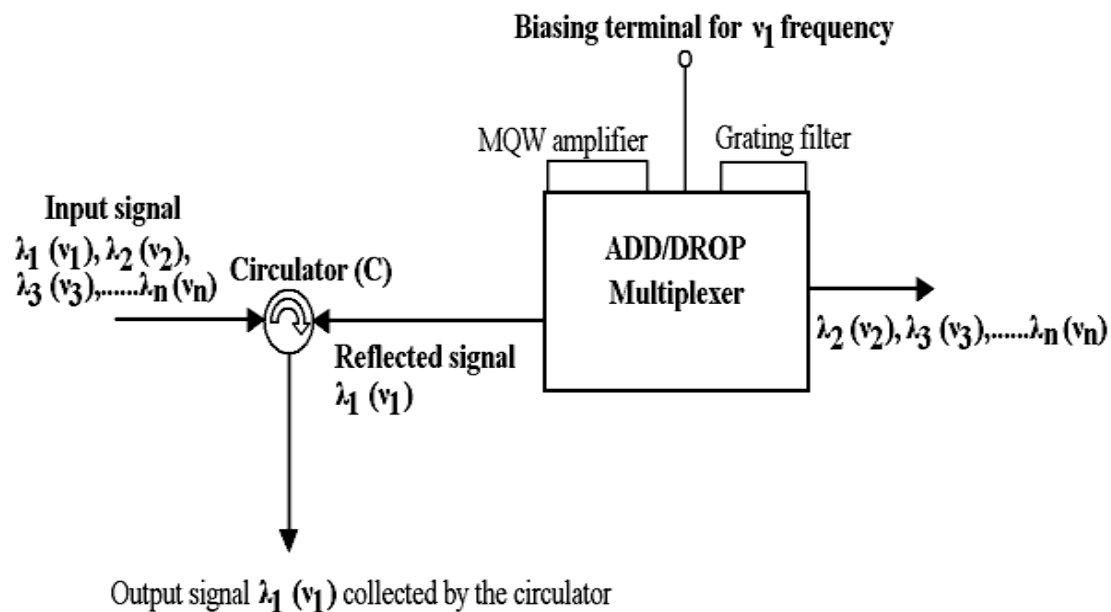 Biasing terminal for ν1 frequency
MQW amplifier
Grating filter
Input signal
λ1 (ν1), λ2 (ν2),
λ3 (ν3),......λn (νn)
Circulator (C)
ADD/DROP
Multiplexer
λ2 (ν2), λ3 (ν3),......λn (νn)
Reflected signal
λ1 (ν1)
Output signal λ1 (ν1) collected by the circulator